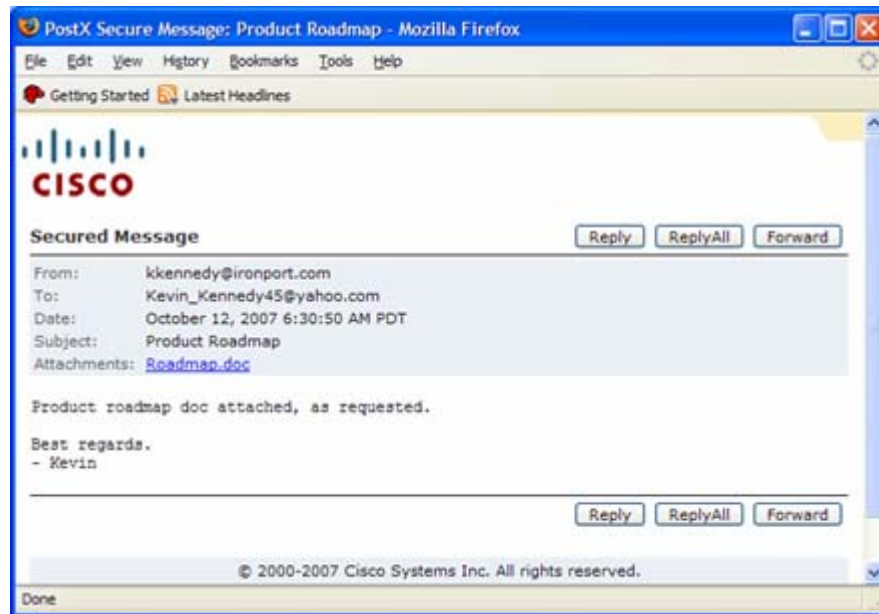 PostX Secure Message: Product Roadmap - Mozilla Firefox
File Edit View History Bookmarks Tools Help
Getting Started Latest Headlines
CISCO
Secured Message Reply ReplyAll Forward
From: kkennedy@ironport.com
To: Kevin_Kennedy45@yahoo.com
Date: October 12, 2007 6:30:50 AM PDT
Subject: Product Roadmap
Attachments: Roadmap.doc
Product roadmap doc attached, as requested.
Best regards.
- Kevin
Reply ReplyAll Forward
© 2000-2007 Cisco Systems Inc. All rights reserved.
Done